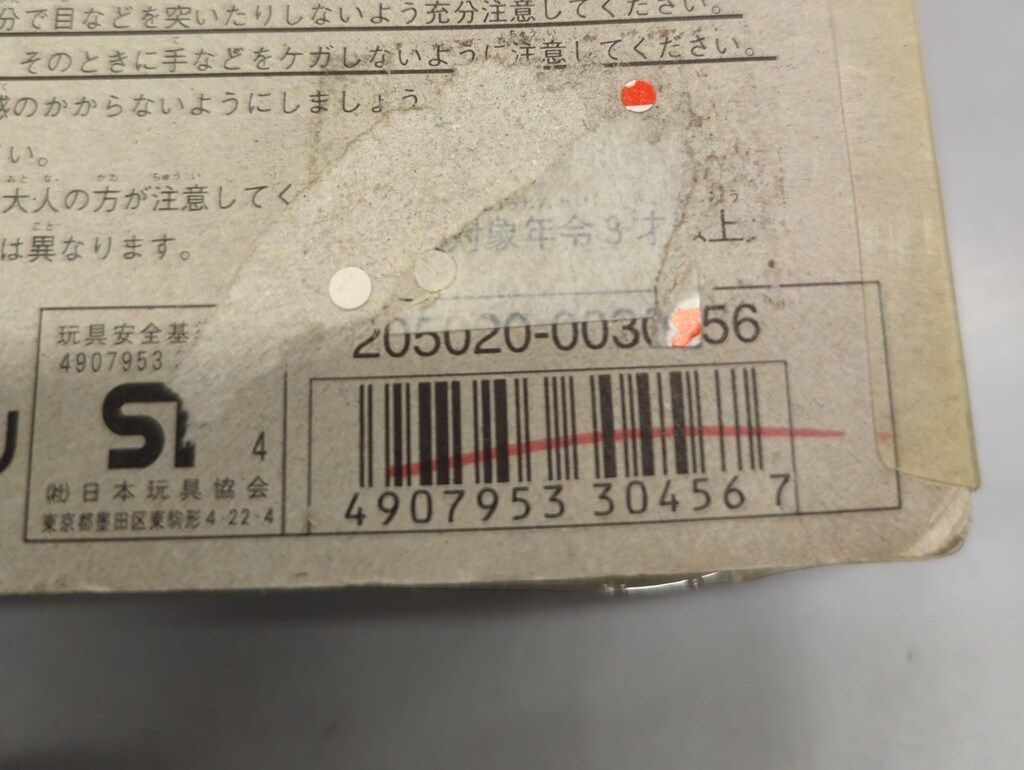 分で目などを突いたりしないよう充分注意してください。
そのときに手などをケガしないように注意してください。
のかからないようにしましょう
い。
大人の方が注意してく
は異なります。
対象年令3才以上
玩具安全基
4907953
ST
4
(社)日本玩具協会
東京都墨田区東駒形4-22-4
205020-0030 56
4907953 304567